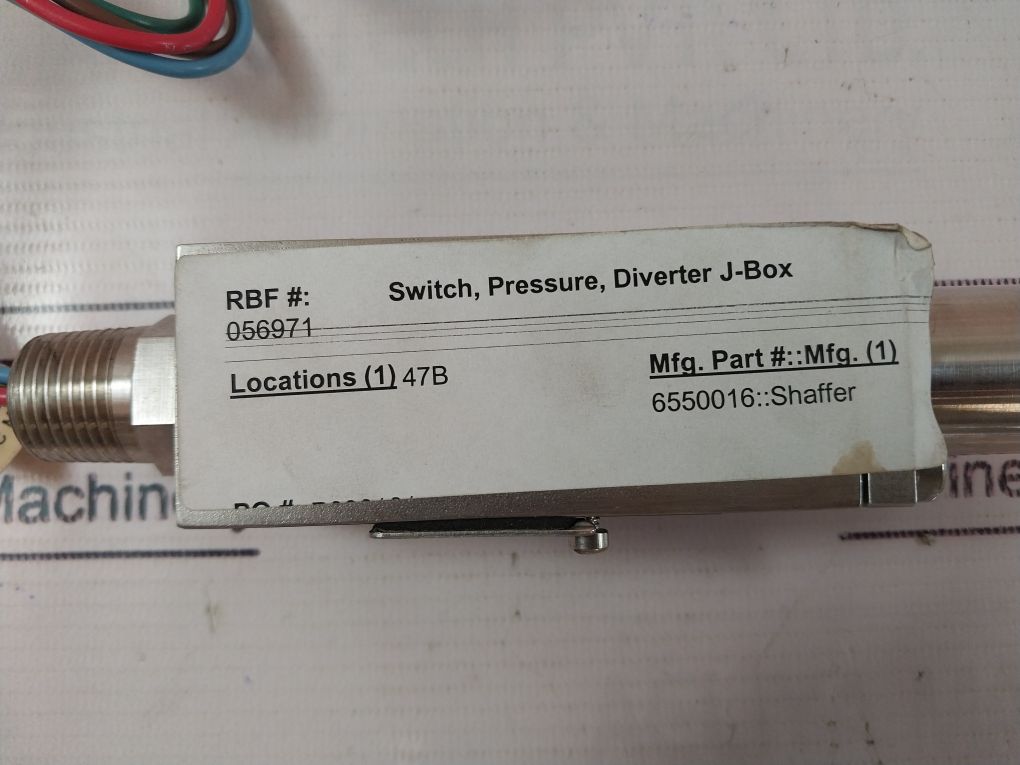 RBF #:
Switch, Pressure, Diverter J-Box
056971
Locations (1) 47B
Mfg. Part #::Mfg. (1)
6550016::Shaffer
Machin
ine